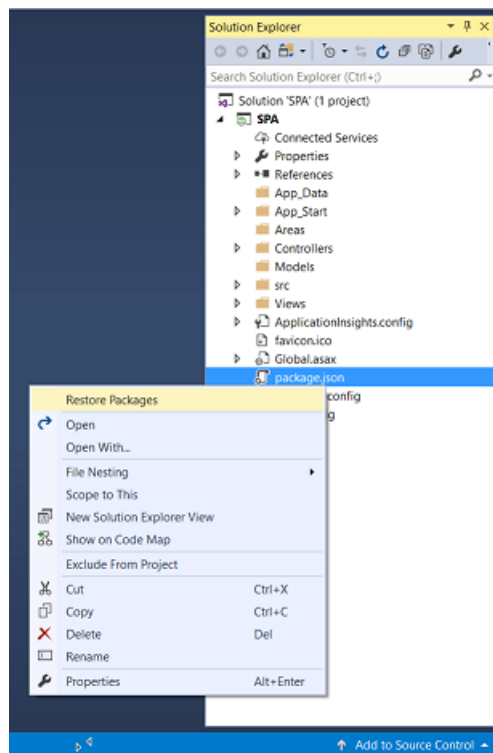 Solution Explorer
Search Solution Explorer (Ctrl+;)
Solution 'SPA' (1 project)
SPA
Connected Services
Properties
References
App_Data
App_Start
Areas
Controllers
Models
src
Views
ApplicationInsights.config
favicon.ico
Global.asax
package.json
config
g
Restore Packages
Open
Open With...
File Nesting
Scope to This
New Solution Explorer View
Show on Code Map
Exclude From Project
Cut Ctrl+X
Copy Ctrl+C
Delete Del
Rename
Properties Alt+Enter
Add to Source Control